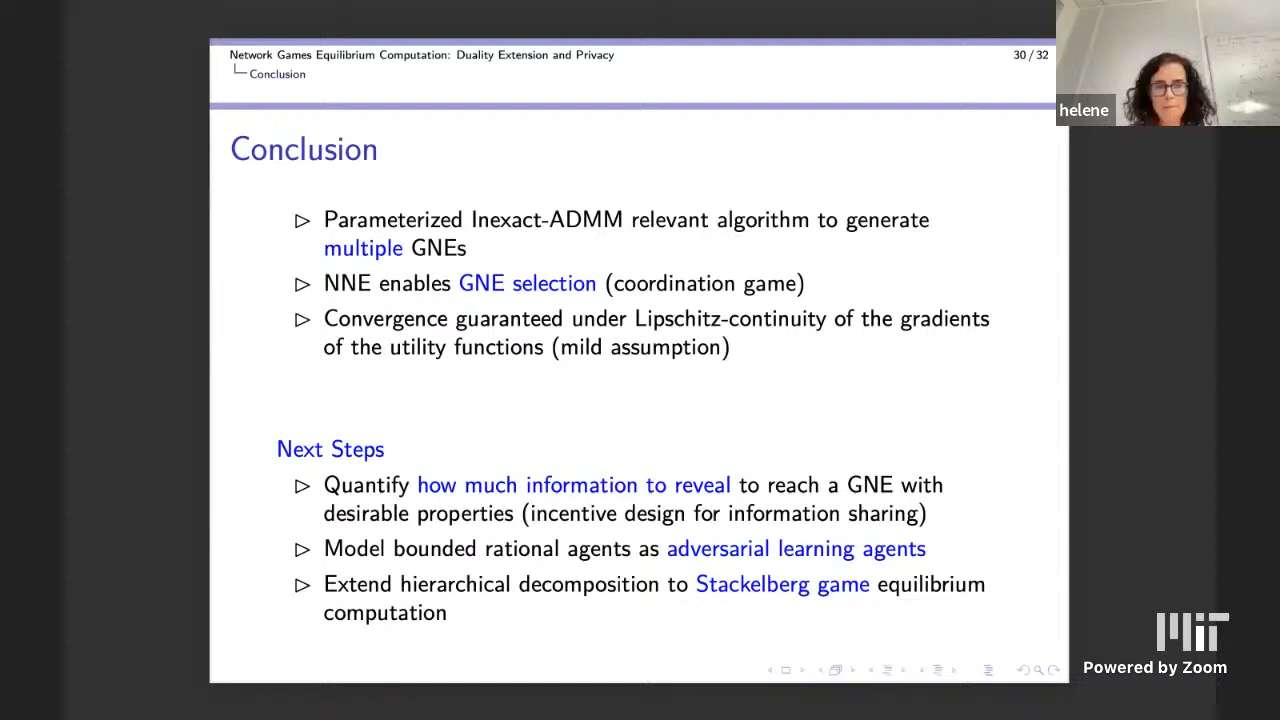 Network Games Equilibrium Computation: Duality Extension and Privacy
30 / 32
Conclusion
helene
Conclusion
▷ Parameterized Inexact-ADMM relevant algorithm to generate
multiple GNEs
▷ NNE enables GNE selection (coordination game)
▷ Convergence guaranteed under Lipschitz-continuity of the gradients
of the utility functions (mild assumption)
Next Steps
▷ Quantify how much information to reveal to reach a GNE with
desirable properties (incentive design for information sharing)
▷ Model bounded rational agents as adversarial learning agents
▷ Extend hierarchical decomposition to Stackelberg game equilibrium
computation
MIT
Powered by Zoom